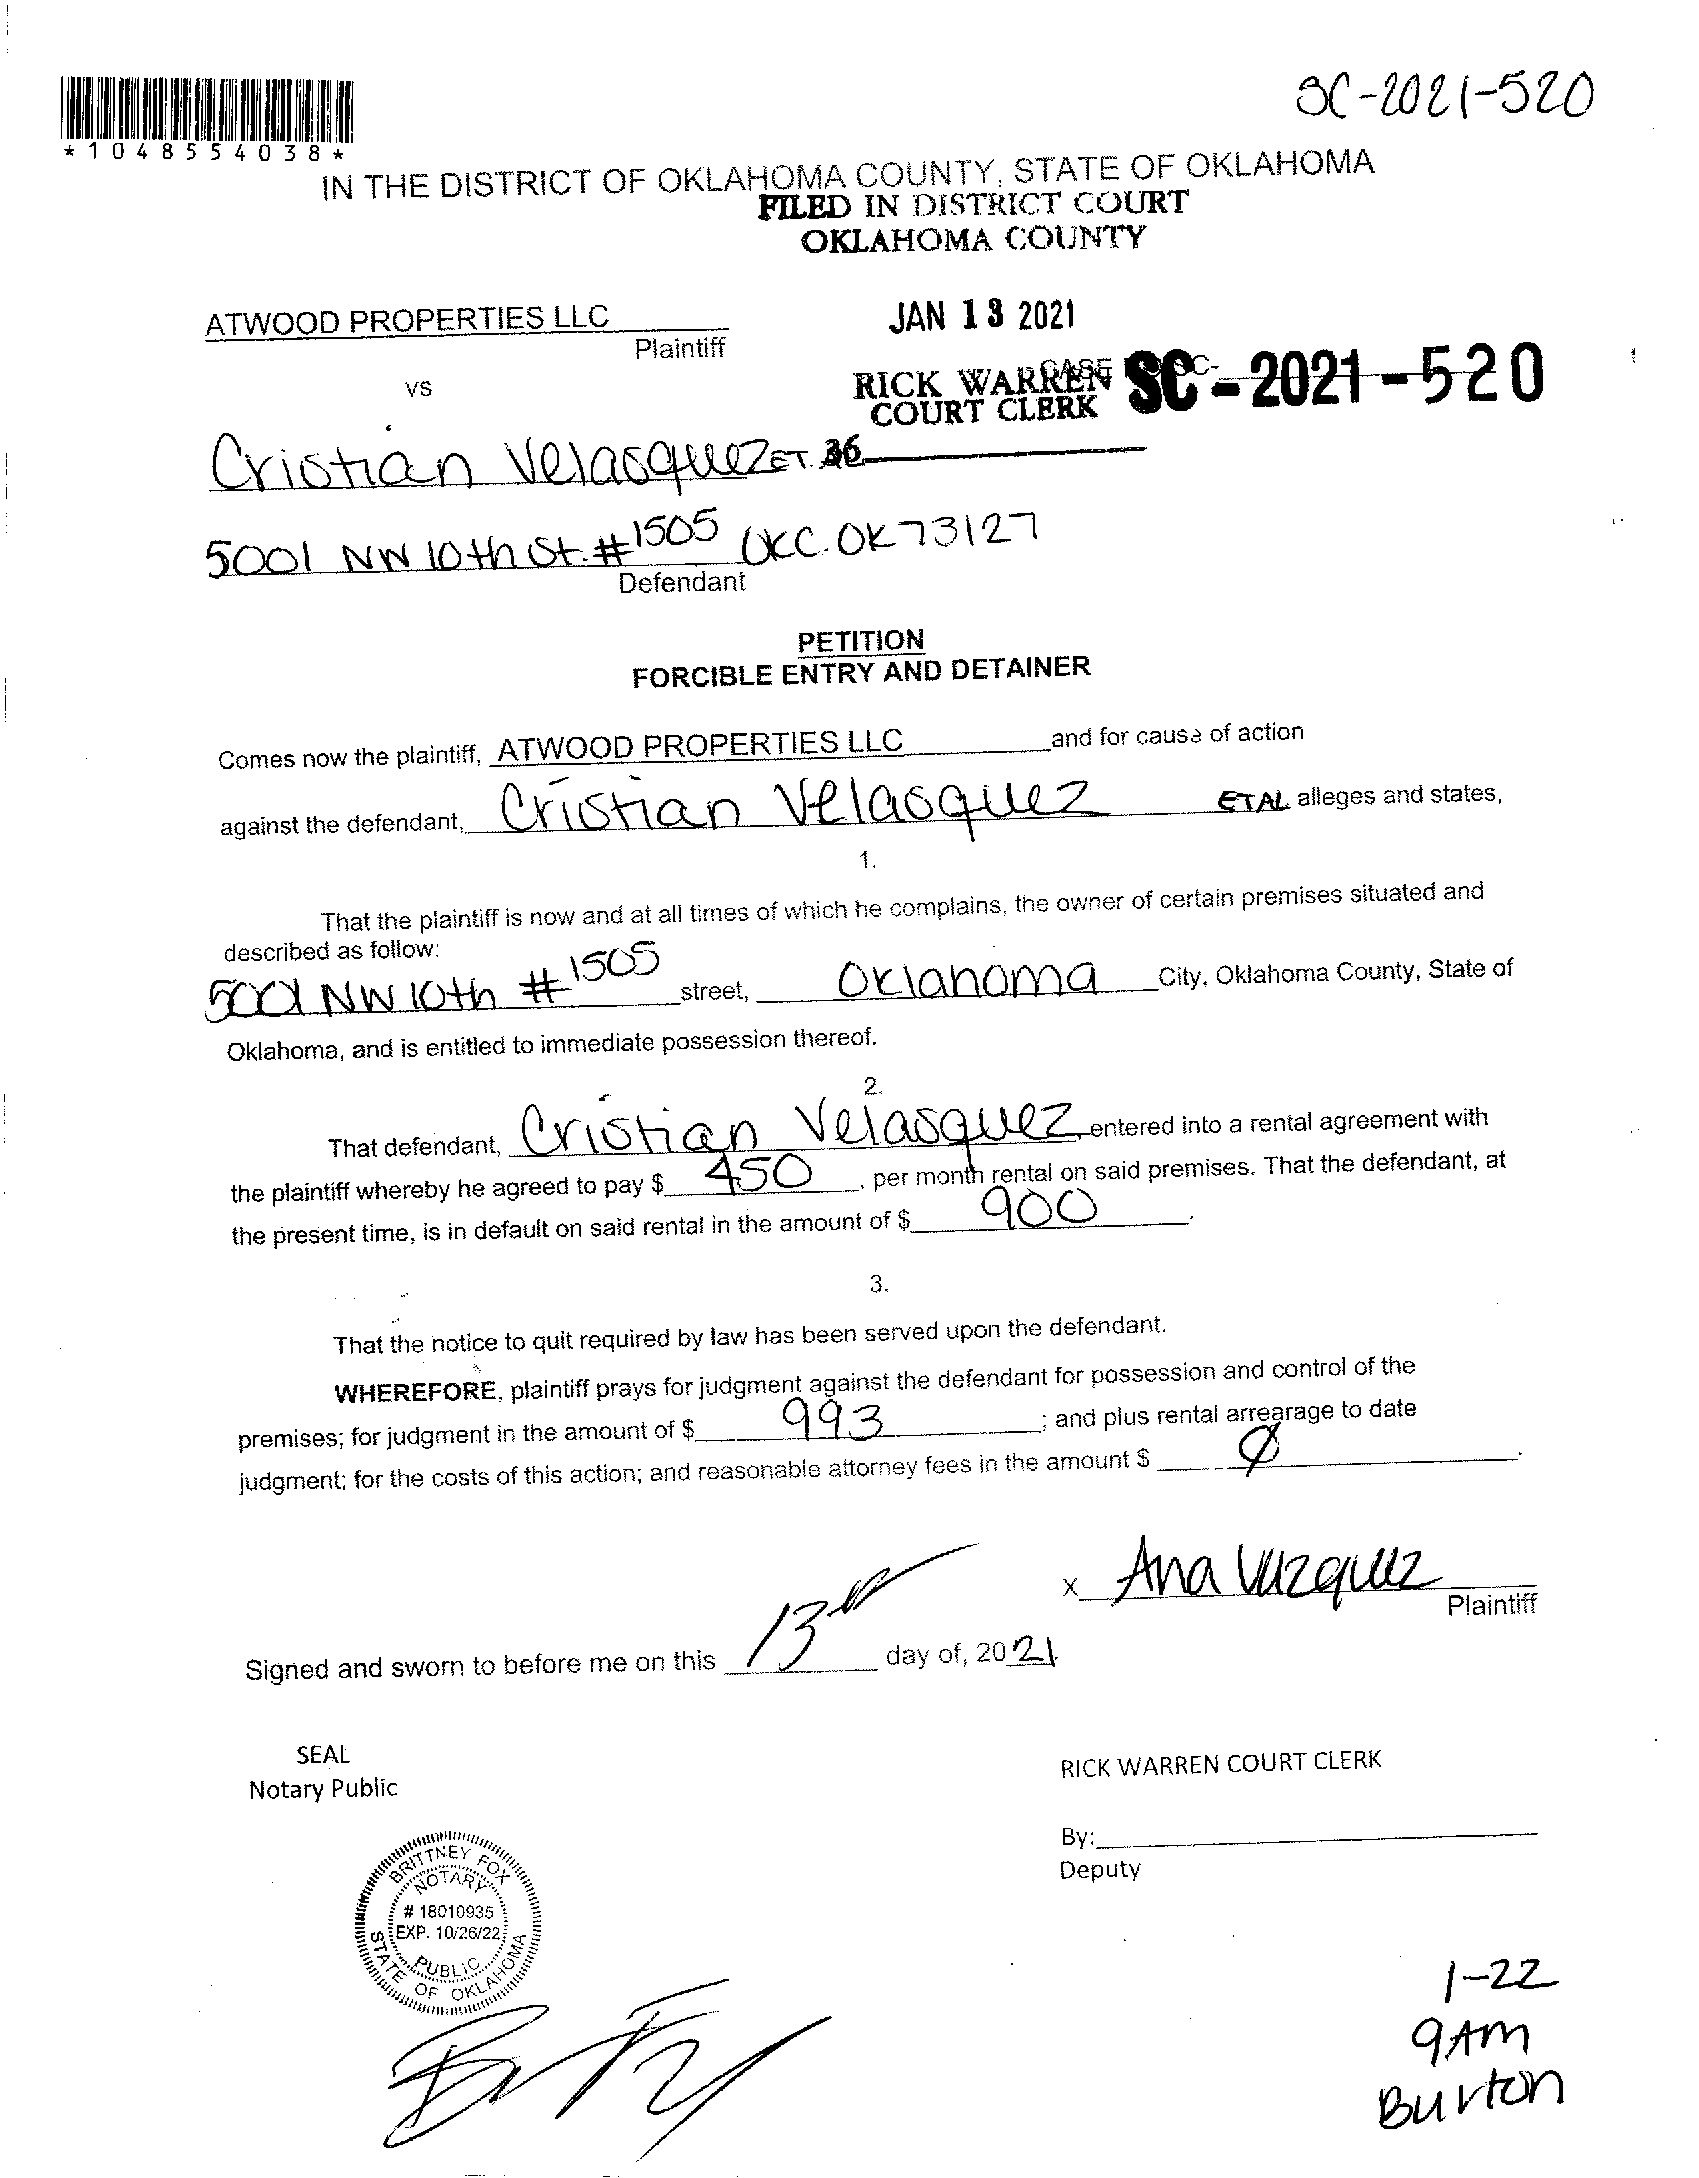 SC-2021-520
*1048554038*
IN THE DISTRICT OF OKLAHOMA COUNTY, STATE OF OKLAHOMA
FILED IN DISTRICT COURT
OKLAHOMA COUNTY
ATWOOD PROPERTIES LLC
Plaintiff
JAN 13 2021
vs
RICK WARREN
COURT CLERK
CASE SC-2021-520
Cristian Velasquez ET. 36
5001 NW 10th St. #1505 OKC. OK 73127
Defendant
PETITION
FORCIBLE ENTRY AND DETAINER
Comes now the plaintiff, ATWOOD PROPERTIES LLC and for cause of action
against the defendant, Cristian Velasquez ETAL alleges and states,
1.
That the plaintiff is now and at all times of which he complains, the owner of certain premises situated and
described as follow:
5001 NW 10th #1505 street, Oklahoma City, Oklahoma County, State of
Oklahoma, and is entitled to immediate possession thereof.
2.
That defendant, Cristian Velasquez entered into a rental agreement with
the plaintiff whereby he agreed to pay $ 450, per month rental on said premises. That the defendant, at
the present time, is in default on said rental in the amount of $ 900.
3.
That the notice to quit required by law has been served upon the defendant.
WHEREFORE, plaintiff prays for judgment against the defendant for possession and control of the
premises; for judgment in the amount of $ 993; and plus rental arrearage to date
judgment; for the costs of this action; and reasonable attorney fees in the amount $ Ø.
x Ana Vazquez
Plaintiff
Signed and sworn to before me on this 13th day of, 2021
SEAL
Notary Public
RICK WARREN COURT CLERK
By:
Deputy
BRITTNEY FOX
NOTARY
# 18010935
EXP. 10/26/22
PUBLIC
STATE OF OKLAHOMA
1-22
9AM
Burton